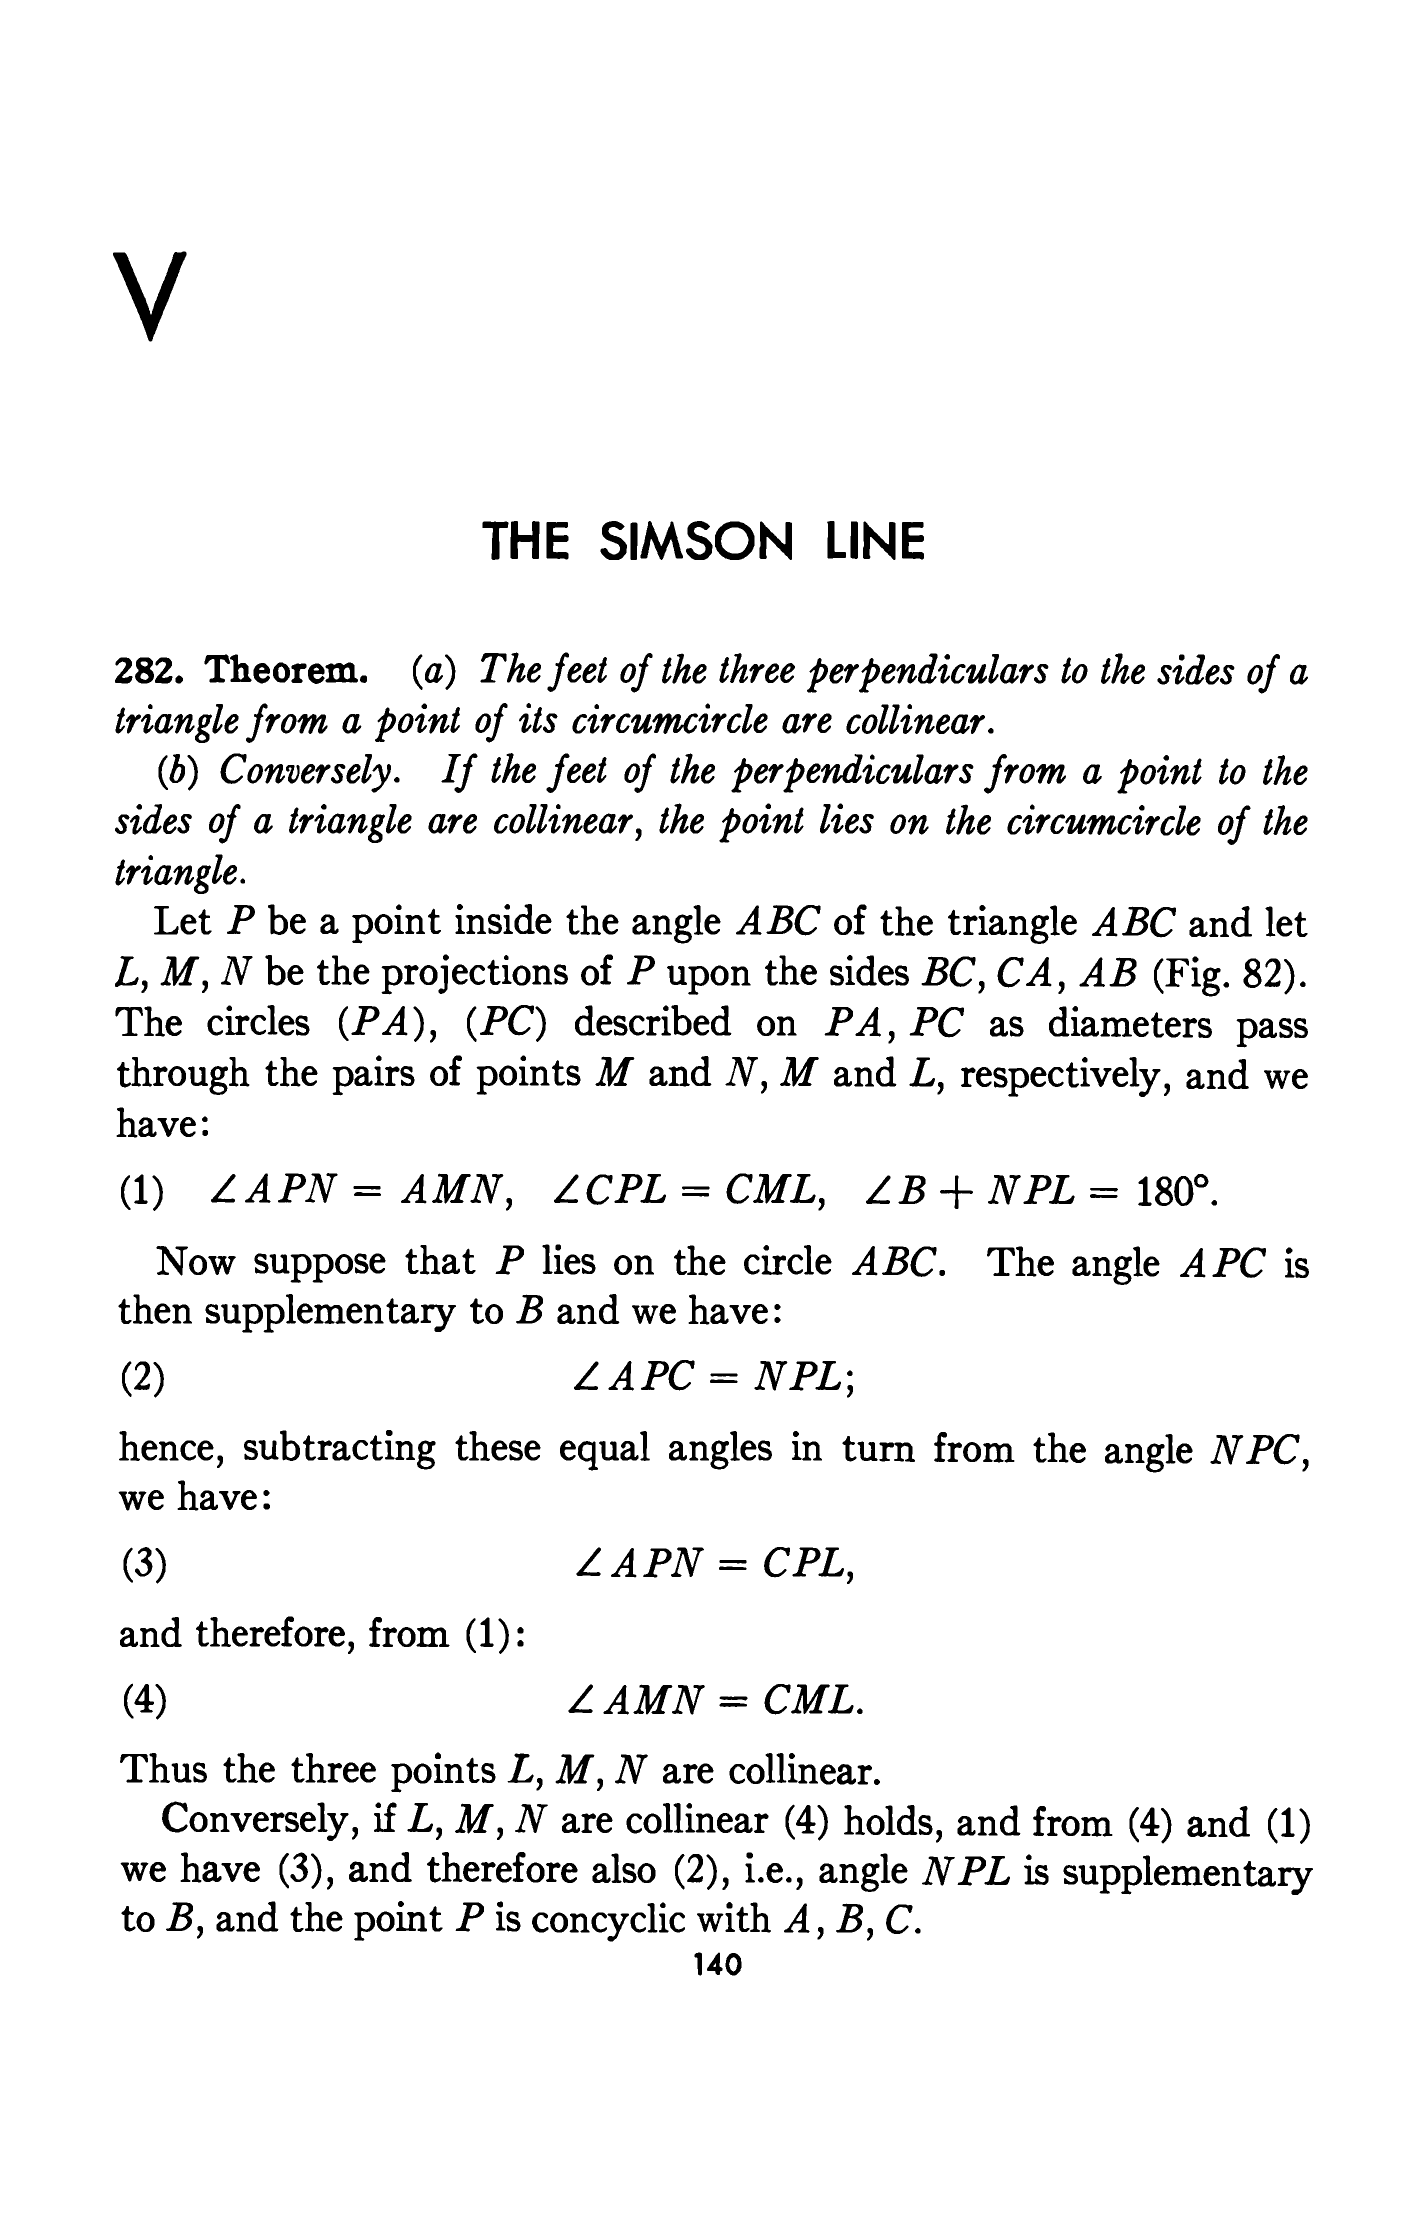 V
THE SIMSON LINE
282. Theorem. (a) The feet of the three perpendiculars to the sides of a
triangle from a point of its circumcircle are collinear.
(b) Conversely. If the feet of the perpendiculars from a point to the
sides of a triangle are collinear, the point lies on the circumcircle of the
triangle.
Let P be a point inside the angle ABC of the triangle ABC and let
L, M, N be the projections of P upon the sides BC, CA, AB (Fig. 82).
The circles (PA), (PC) described on PA, PC as diameters pass
through the pairs of points M and N, M and L, respectively, and we
have:
(1) ∠APN = AMN, ∠CPL = CML, ∠B + NPL = 180°.
Now suppose that P lies on the circle ABC. The angle APC is
then supplementary to B and we have:
(2) ∠APC = NPL;
hence, subtracting these equal angles in turn from the angle NPC,
we have:
(3) ∠APN = CPL,
and therefore, from (1):
(4) ∠AMN = CML.
Thus the three points L, M, N are collinear.
Conversely, if L, M, N are collinear (4) holds, and from (4) and (1)
we have (3), and therefore also (2), i.e., angle NPL is supplementary
to B, and the point P is concyclic with A, B, C.
140